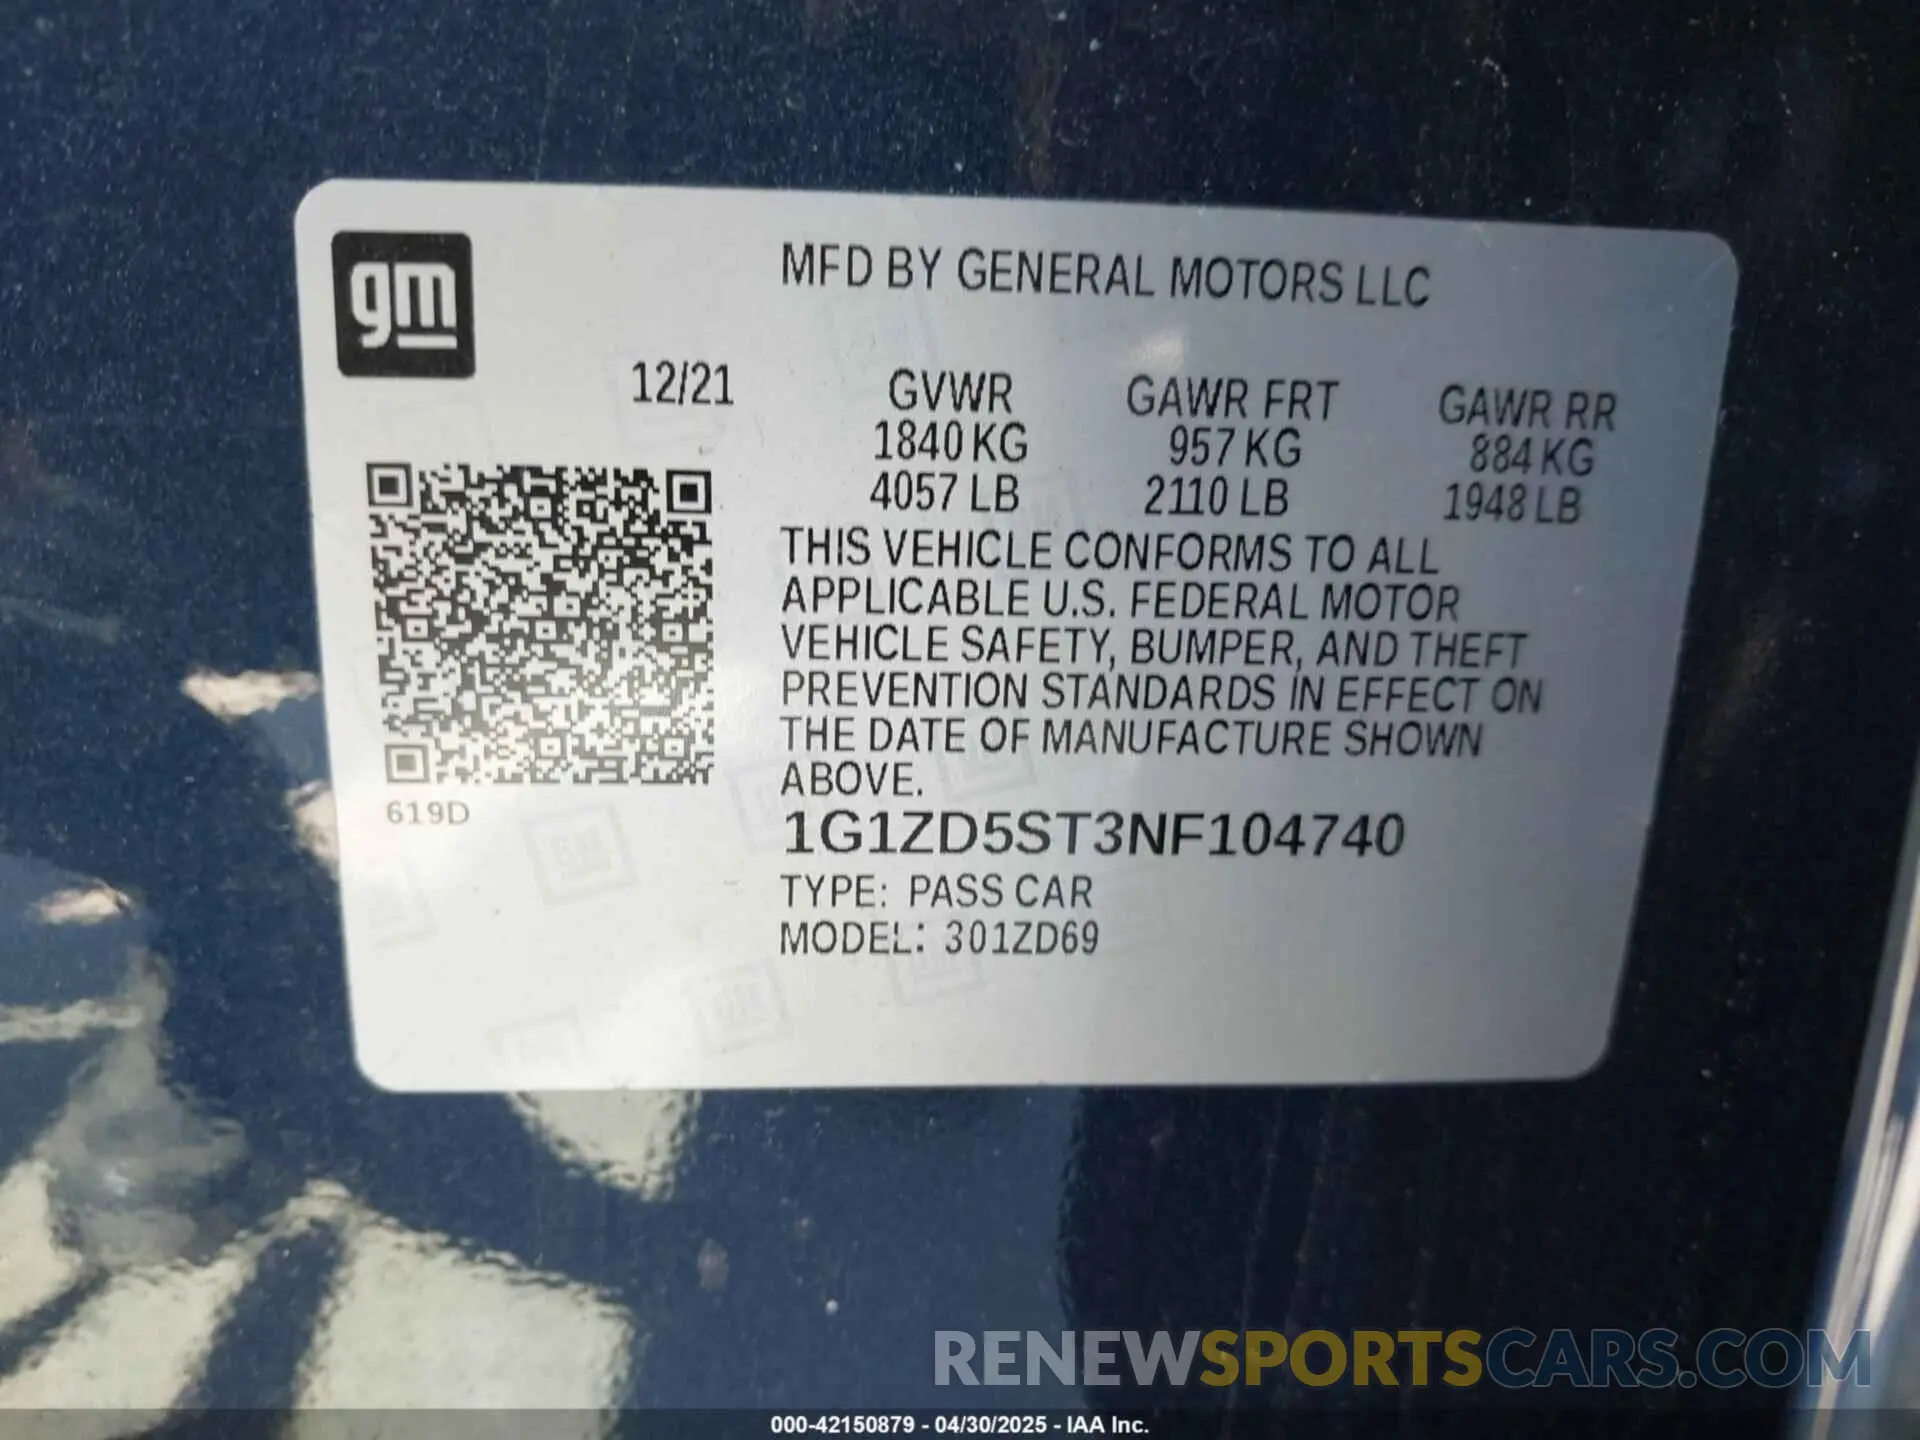 gm
MFD BY GENERAL MOTORS LLC
12/21 GVWR GAWR FRT GAWR RR
1840 KG 957 KG 884 KG
4057 LB 2110 LB 1948 LB
THIS VEHICLE CONFORMS TO ALL
APPLICABLE U.S. FEDERAL MOTOR
VEHICLE SAFETY, BUMPER, AND THEFT
PREVENTION STANDARDS IN EFFECT ON
THE DATE OF MANUFACTURE SHOWN
ABOVE.
619D
1G1ZD5ST3NF104740
TYPE: PASS CAR
MODEL: 301ZD69
RENEWSPORTSCARS.COM
000-42150879 - 04/30/2025 - IAA Inc.